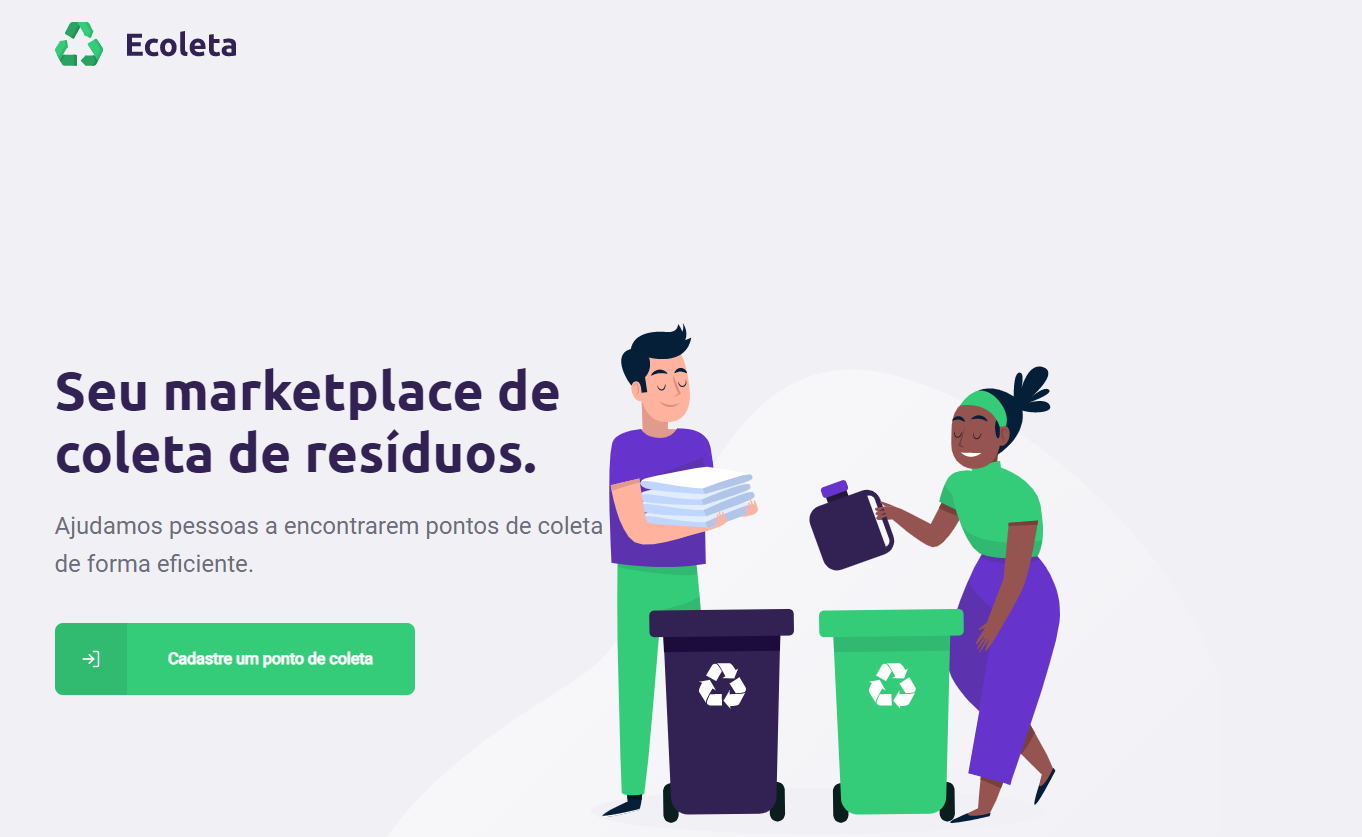 Ecoleta
Seu marketplace de
coleta de resíduos.
Ajudamos pessoas a encontrarem pontos de coleta
de forma eficiente.
Cadastre um ponto de coleta